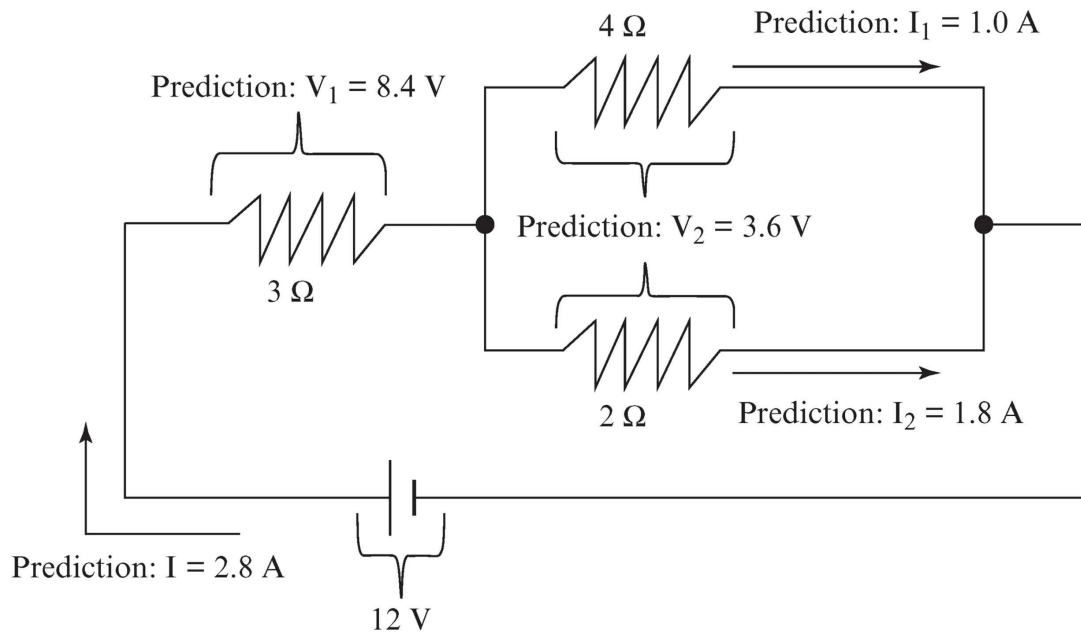 4 Ω
Prediction: I₁ = 1.0 A
Prediction: V₁ = 8.4 V
Prediction: V₂ = 3.6 V
3 Ω
2 Ω
Prediction: I₂ = 1.8 A
Prediction: I = 2.8 A
12 V